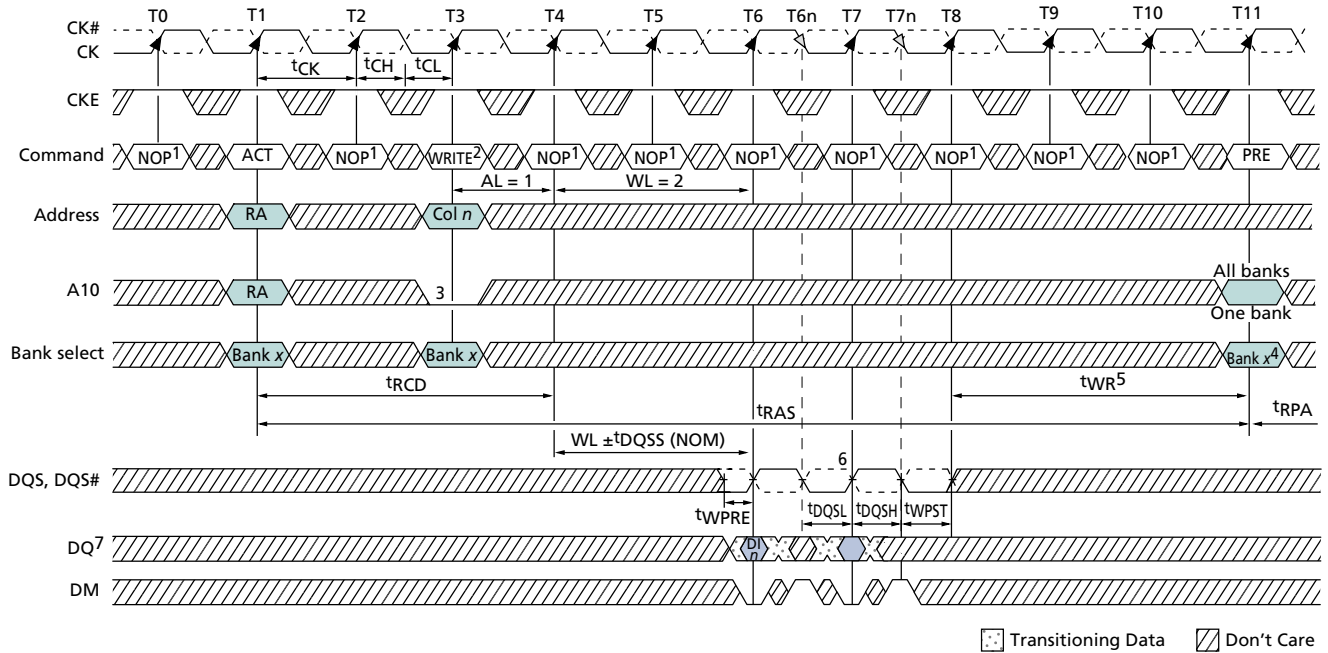 T0 T1 T2 T3 T4 T5 T6 T6n T7 T7n T8 T9 T10 T11
CK#
CK
tCK tCH tCL
CKE
Command NOP1 ACT NOP1 WRITE2 NOP1 NOP1 NOP1 NOP1 NOP1 NOP1 NOP1 PRE
AL = 1 WL = 2
Address RA Col n
All banks
A10 RA 3
One bank
Bank select Bank x Bank x Bank x4
tRCD tWR5
tRAS tRPA
WL ±tDQSS (NOM)
6
DQS, DQS#
tWPRE tDQSL tDQSH tWPST
DQ7 DI
n
DM
Transitioning Data Don't Care